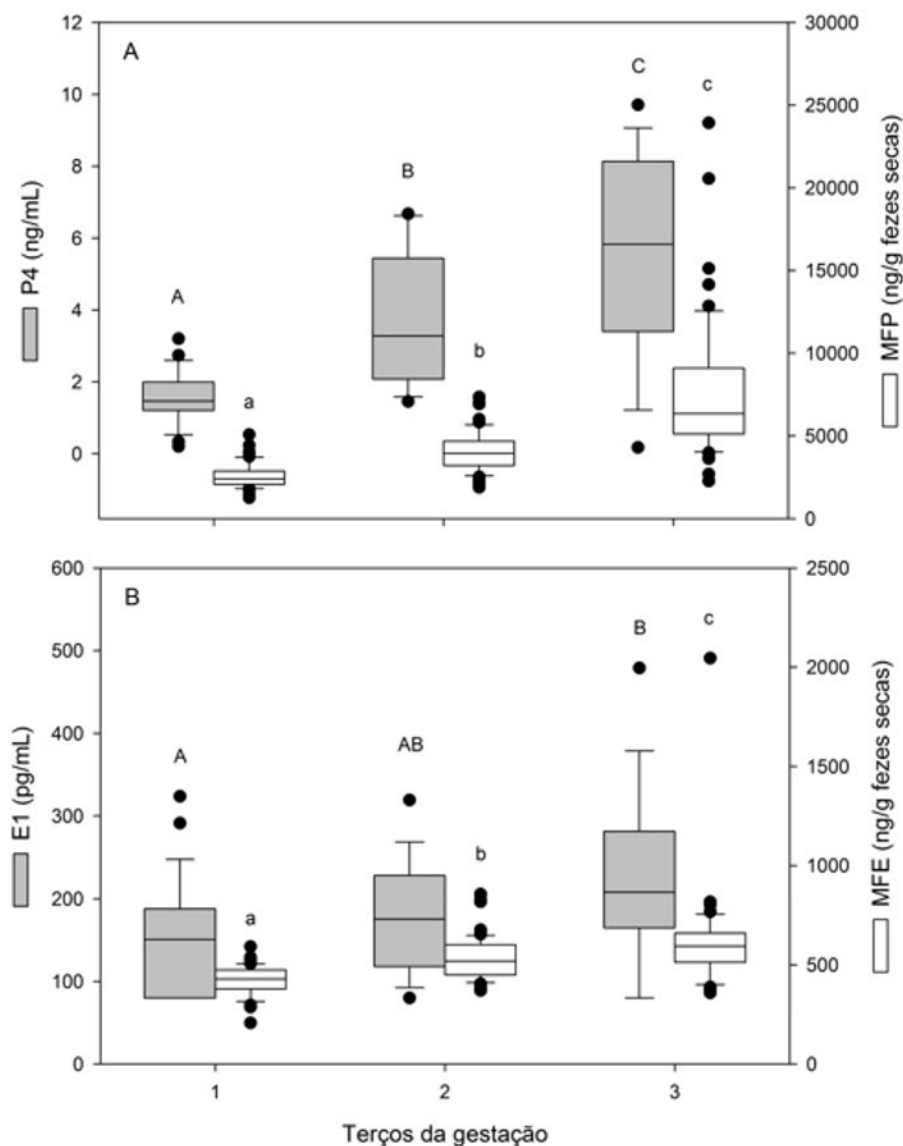 A
P4 (ng/mL)
12
10
8
6
4
2
0
A
a
B
b
C
c
30000
25000
20000
15000
10000
5000
0
MFP (ng/g fezes secas)
B
E1 (pg/mL)
600
500
400
300
200
100
0
A
a
AB
b
B
c
2500
2000
1500
1000
500
0
MFE (ng/g fezes secas)
1 2 3
Terços da gestação